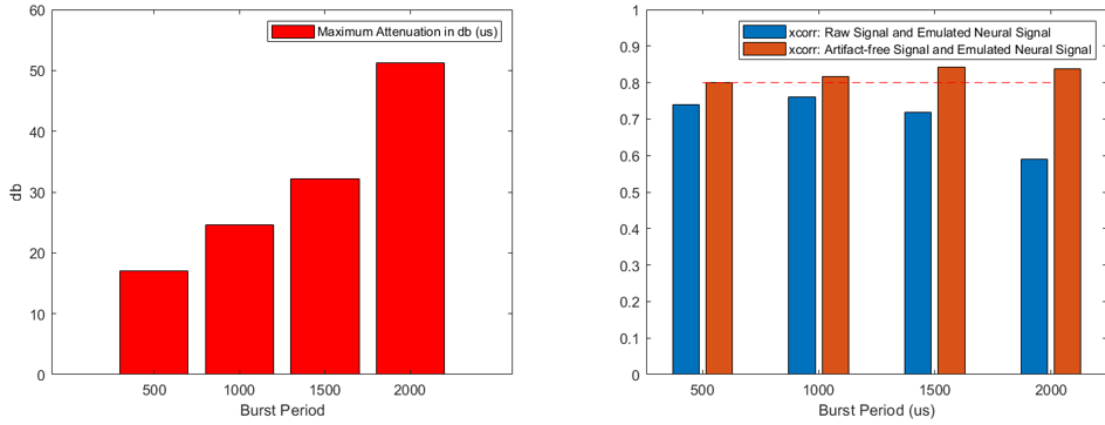 60
50
40
30
20
10
0
db
Maximum Attenuation in db (us)
500 1000 1500 2000
Burst Period
1
0.9
0.8
0.7
0.6
0.5
0.4
0.3
0.2
0.1
0
xcorr: Raw Signal and Emulated Neural Signal
xcorr: Artifact-free Signal and Emulated Neural Signal
500 1000 1500 2000
Burst Period (us)